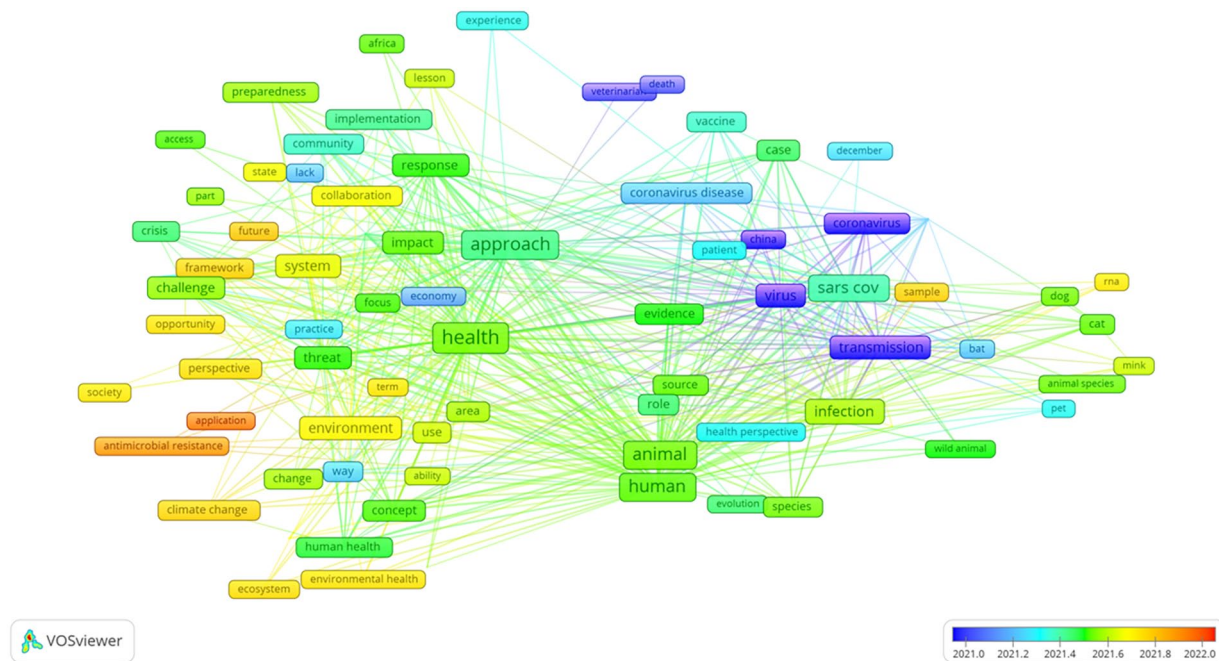 experience
africa
lesson
death
veterinarian
preparedness
implementation
vaccine
access
community
case
december
response
state
lack
collaboration
coronavirus disease
part
coronavirus
crisis
future
impact
approach
china
patient
framework
system
challenge
focus
economy
virus
sars cov
sample
rna
dog
opportunity
practice
evidence
cat
health
transmission
bat
threat
perspective
mink
society
term
source
animal species
role
area
infection
pet
application
environment
use
health perspective
antimicrobial resistance
animal
wild animal
change
way
ability
human
climate change
concept
evolution
species
human health
ecosystem
environmental health
VOSviewer
2021.0 2021.2 2021.4 2021.6 2021.8 2022.0